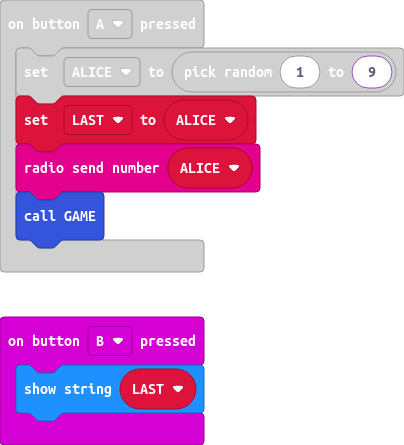 on button A pressed
set ALICE to pick random 1 to 9
set LAST to ALICE
radio send number ALICE
call GAME
on button B pressed
show string LAST